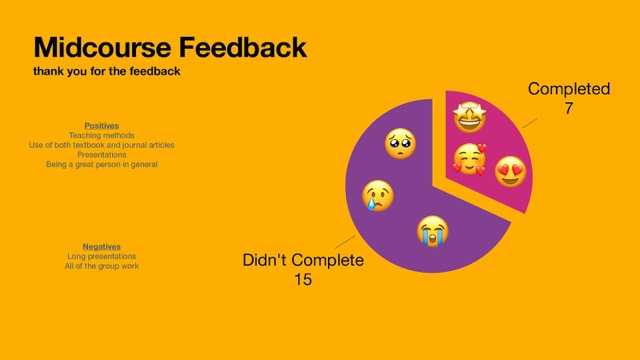 Midcourse Feedback
thank you for the feedback
Positives
Teaching methods
Use of both textbook and journal articles
Presentations
Being a great person in general
Negatives
Long presentations
All of the group work
Completed
7
Didn't Complete
15